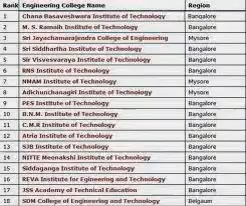 Rank Engineering College Name Region
1 Chana Basaveshwara Institute of Technology Bangalore
2 M. S. Ramaih Institute of Technology Bangalore
3 Sri Jayachamarajendra College of Engineering Mysore
4 Sri Siddhartha Institute of Technology Bangalore
5 Sir Visvesvaraya Institute of Technology Bangalore
6 RNS Institute of Technology Bangalore
7 NMAM Institute of Technology Mysore
8 Adichunchanagiri Institute of Technology Mysore
9 PES Institute of Technology Bangalore
10 B.N.M. Institute of Technology Bangalore
11 C.M.R Institute of Technology Bangalore
12 Atria Institute of Technology Bangalore
13 SJB Institute of Technology Bangalore
14 NITTE Meenakshi Institute of Technology Bangalore
15 Siddaganga Institute of Technology Bangalore
16 REVA Institute for Egineering and Technology Bangalore
17 JSS Academy of Technical Education Bangalore
18 SDM College of Engineering and Technology Belgaum